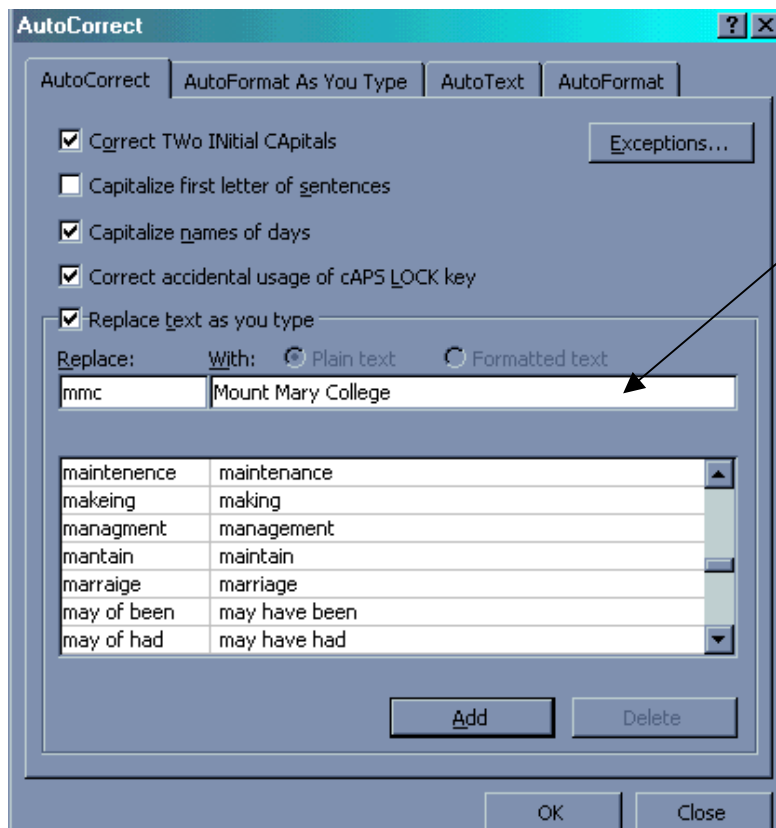 AutoCorrect
AutoCorrect AutoFormat As You Type AutoText AutoFormat
Correct TWo INitial CApitals Exceptions...
Capitalize first letter of sentences
Capitalize names of days
Correct accidental usage of cAPS LOCK key
Replace text as you type
Replace: With: Plain text Formatted text
mmc Mount Mary College
maintenence maintenance
makeing making
managment management
mantain maintain
marraige marriage
may of been may have been
may of had may have had
Add Delete
OK Close